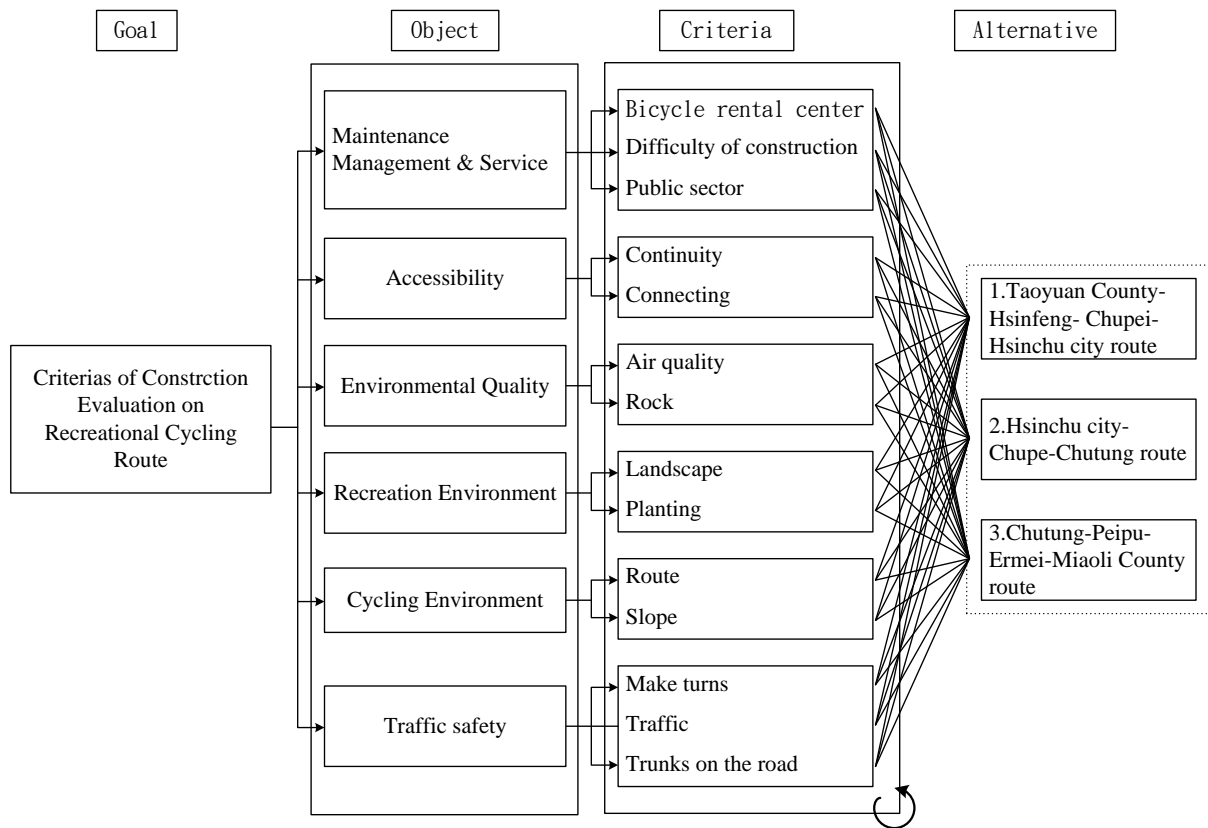 Goal
Object
Criteria
Alternative
Criterias of Constrction
Evaluation on
Recreational Cycling
Route
Maintenance
Management & Service
Accessibility
Environmental Quality
Recreation Environment
Cycling Environment
Traffic safety
Bicycle rental center
Difficulty of construction
Public sector
Continuity
Connecting
Air quality
Rock
Landscape
Planting
Route
Slope
Make turns
Traffic
Trunks on the road
1.Taoyuan County-
Hsinfeng- Chupei-
Hsinchu city route
2.Hsinchu city-
Chupe-Chutung route
3.Chutung-Peipu-
Ermei-Miaoli County
route